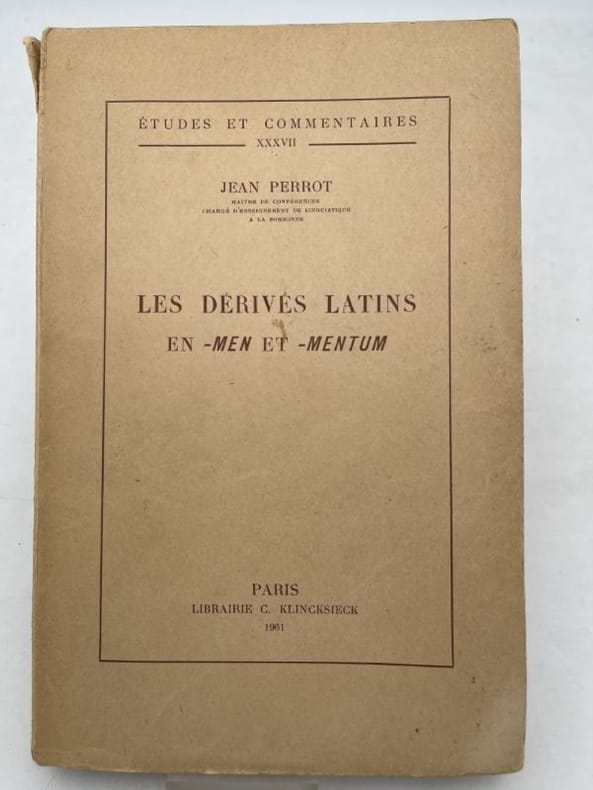 ÉTUDES ET COMMENTAIRES
XXXVII
JEAN PERROT
MAITRE DE CONFÉRENCES
CHARGÉ D'ENSEIGNEMENT DE LINGUISTIQUE
A LA SORBONNE
LES DÉRIVÉS LATINS
EN -MEN ET -MENTUM
PARIS
LIBRAIRIE C. KLINCKSIECK
1961